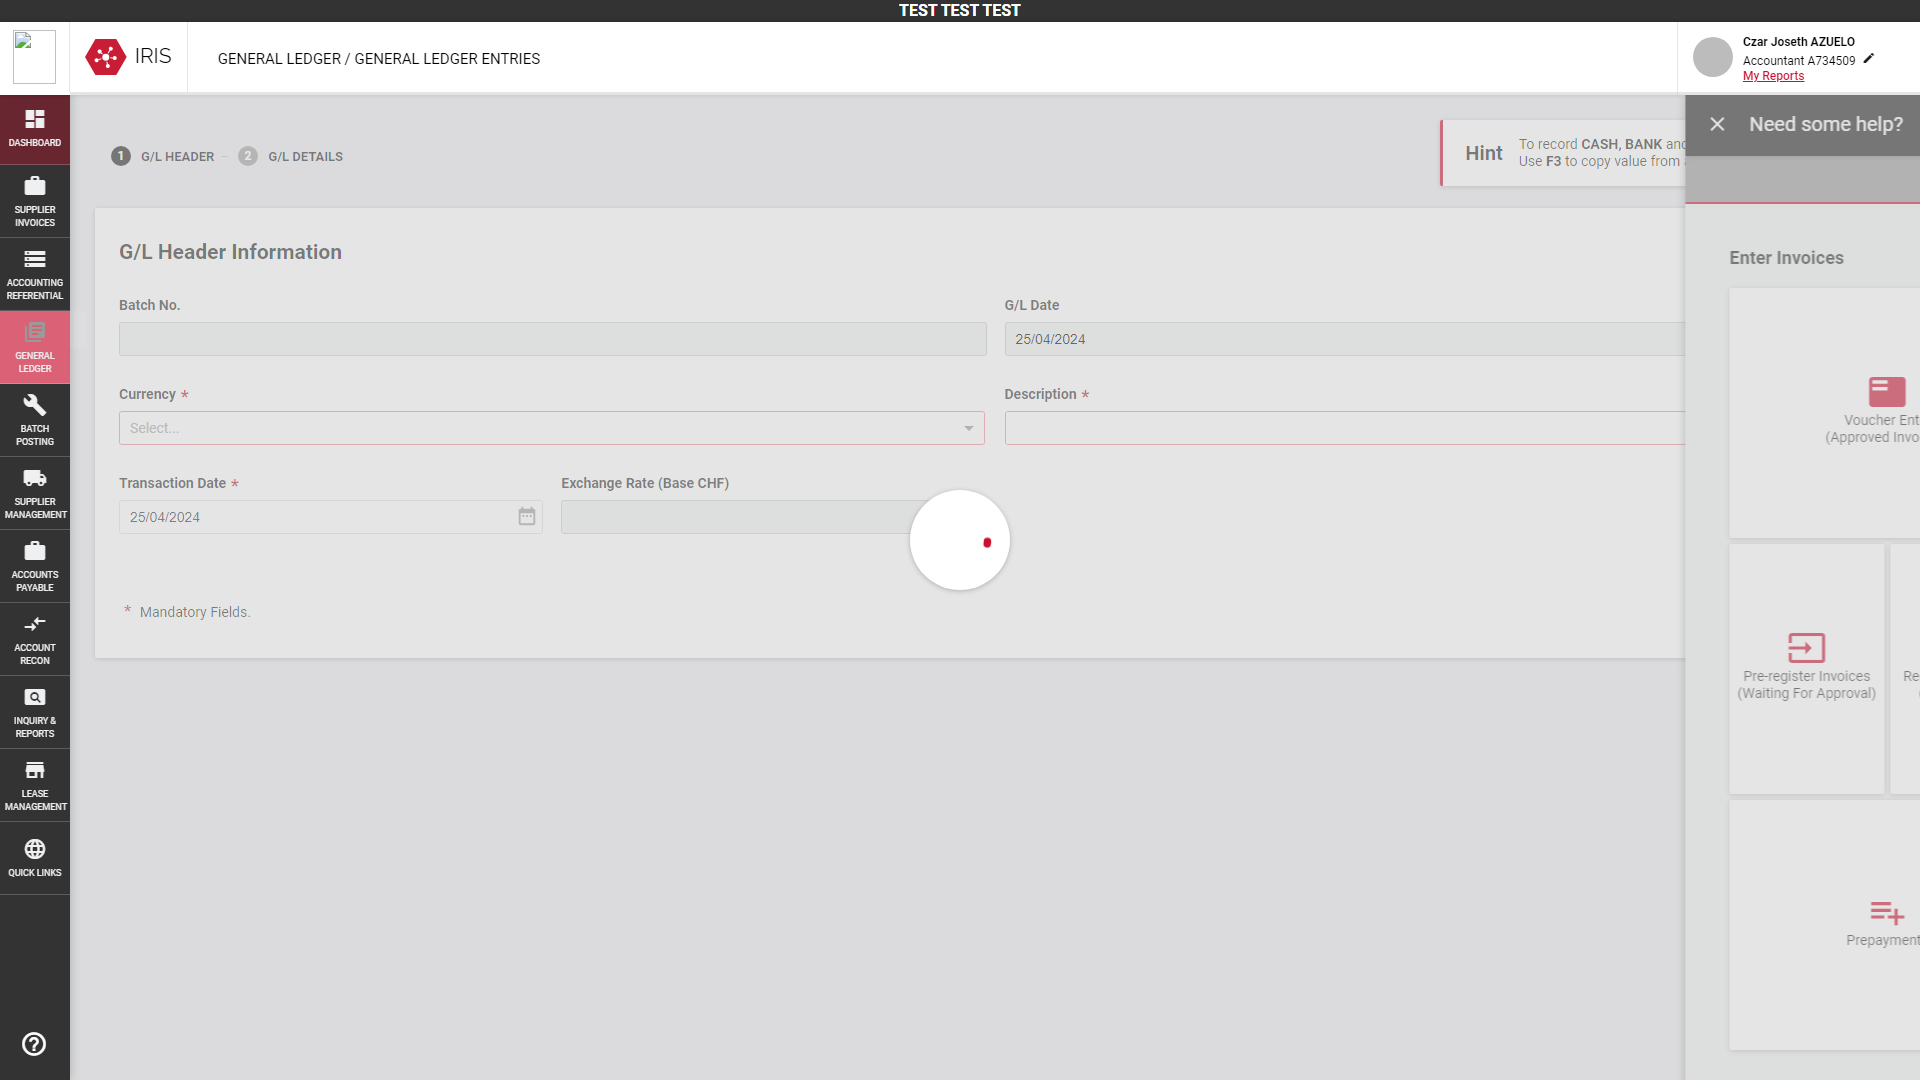 TEST TEST TEST
IRIS
GENERAL LEDGER / GENERAL LEDGER ENTRIES
Czar Joseth AZUELO
Accountant A734509
My Reports
DASHBOARD
SUPPLIER
INVOICES
ACCOUNTING
REFERENTIAL
GENERAL
LEDGER
BATCH
POSTING
SUPPLIER
MANAGEMENT
ACCOUNTS
PAYABLE
ACCOUNT
RECON
INQUIRY &
REPORTS
LEASE
MANAGEMENT
QUICK LINKS
1 G/L HEADER
2 G/L DETAILS
Hint
To record CASH, BANK and
Use F3 to copy value from
G/L Header Information
Batch No.
G/L Date
25/04/2024
Currency *
Select...
Description *
Transaction Date *
25/04/2024
Exchange Rate (Base CHF)
* Mandatory Fields.
Need some help?
Enter Invoices
Voucher Ent
(Approved Invo
Pre-register Invoices
(Waiting For Approval)
Re
Prepayment